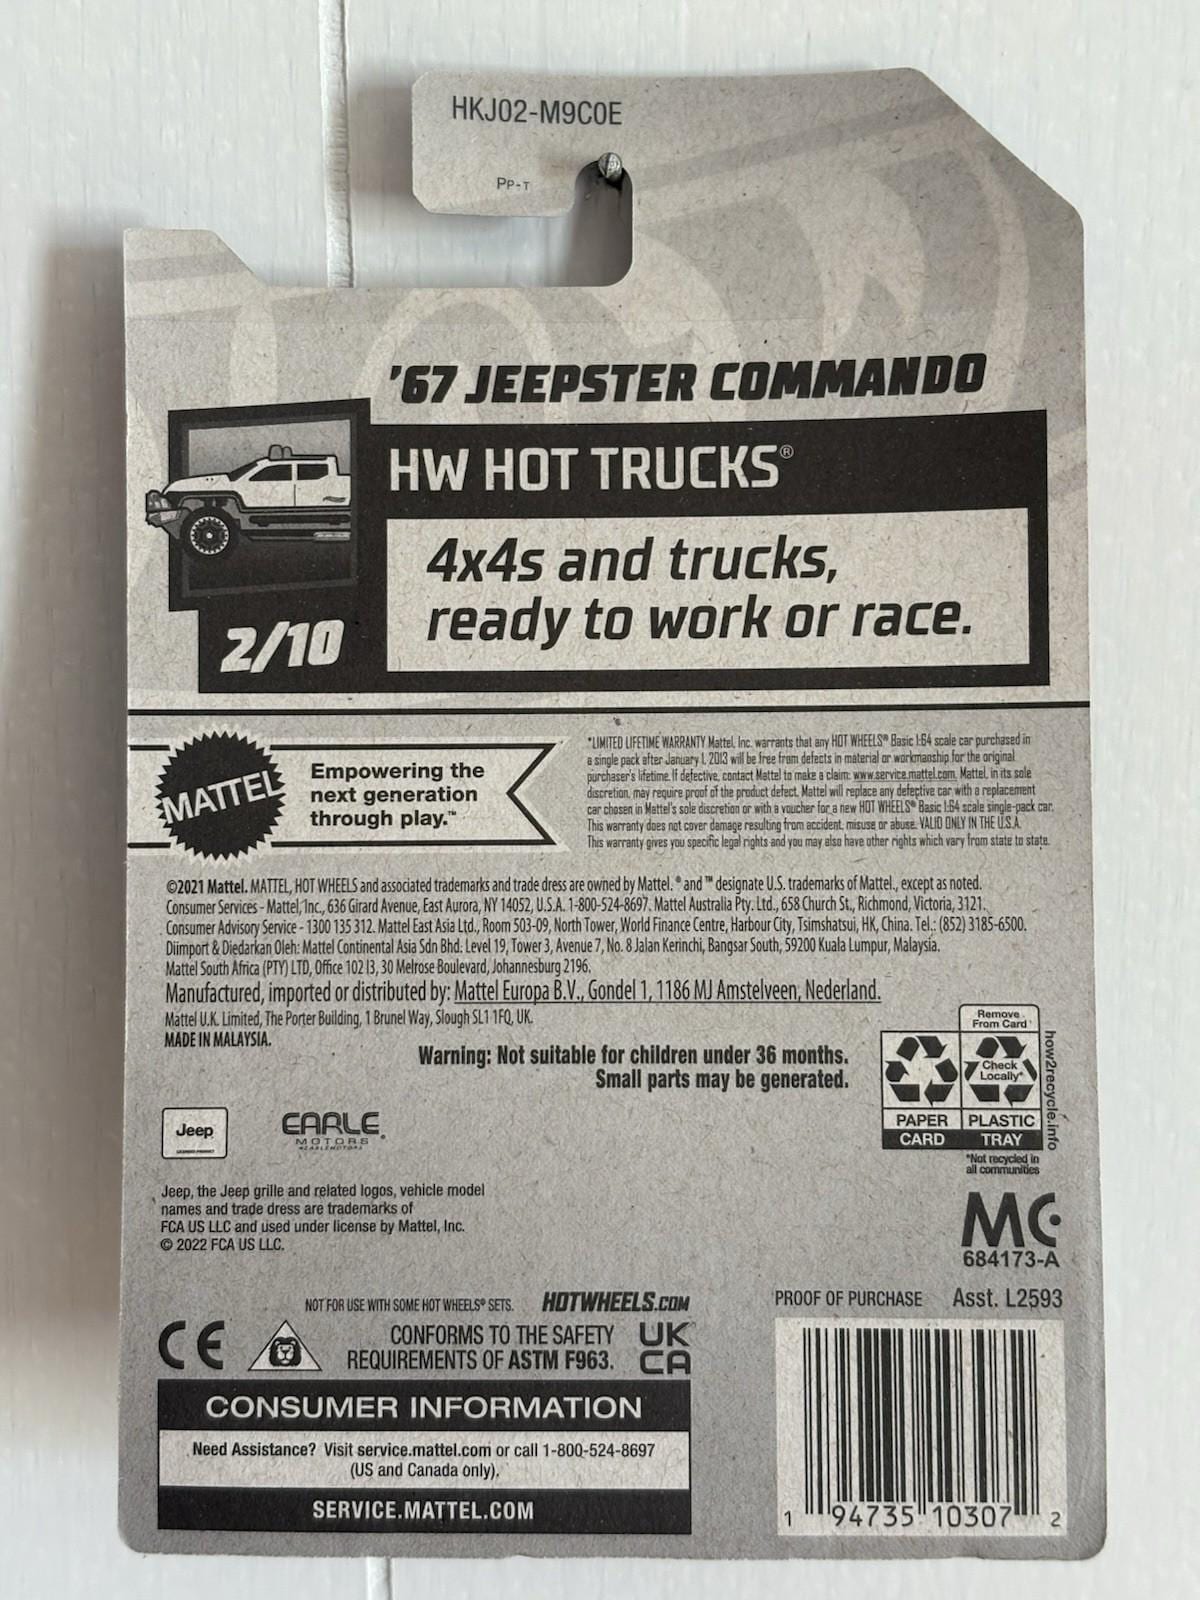 HKJ02-M9C0E
PP-T
'67 JEEPSTER COMMANDO
HW HOT TRUCKS®
4x4s and trucks,
ready to work or race.
2/10
MATTEL
Empowering the
next generation
through play.™
*LIMITED LIFETIME WARRANTY Mattel, Inc. warrants that any HOT WHEELS® Basic 1:64 scale car purchased in
a single pack after January 1, 2013 will be free from defects in material or workmanship for the original
purchaser's lifetime. If defective, contact Mattel to make a claim: www.service.mattel.com. Mattel, in its sole
discretion, may require proof of the product defect. Mattel will replace any defective car with a replacement
car chosen in Mattel's sole discretion or with a voucher for a new HOT WHEELS® Basic 1:64 scale single-pack car.
This warranty does not cover damage resulting from accident, misuse or abuse. VALID ONLY IN THE U.S.A.
This warranty gives you specific legal rights and you may also have other rights which vary from state to state.
©2021 Mattel. MATTEL, HOT WHEELS and associated trademarks and trade dress are owned by Mattel. ® and ™ designate U.S. trademarks of Mattel., except as noted.
Consumer Services - Mattel, Inc., 636 Girard Avenue, East Aurora, NY 14052, U.S.A. 1-800-524-8697. Mattel Australia Pty. Ltd., 658 Church St., Richmond, Victoria, 3121.
Consumer Advisory Service - 1300 135 312. Mattel East Asia Ltd., Room 503-09, North Tower, World Finance Centre, Harbour City, Tsimshatsui, HK, China. Tel.: (852) 3185-6500.
Diimport & Diedarkan Oleh: Mattel Continental Asia Sdn Bhd. Level 19, Tower 3, Avenue 7, No. 8 Jalan Kerinchi, Bangsar South, 59200 Kuala Lumpur, Malaysia.
Mattel South Africa (PTY) LTD, Office 102 I3, 30 Melrose Boulevard, Johannesburg 2196.
Manufactured, imported or distributed by: Mattel Europa B.V., Gondel 1, 1186 MJ Amstelveen, Nederland.
Mattel U.K. Limited, The Porter Building, 1 Brunel Way, Slough SL1 1FQ, UK.
MADE IN MALAYSIA.
Warning: Not suitable for children under 36 months.
Small parts may be generated.
Remove
From Card
Check
Locally*
PAPER
PLASTIC
CARD
TRAY
how2recycle.info
*Not recycled in
all communities
Jeep
LICENSED PRODUCT
EARLE
MOTORS®
#EARLEMOTORS
Jeep, the Jeep grille and related logos, vehicle model
names and trade dress are trademarks of
FCA US LLC and used under license by Mattel, Inc.
© 2022 FCA US LLC.
MC
684173-A
NOT FOR USE WITH SOME HOT WHEELS® SETS.
HOTWHEELS.COM
PROOF OF PURCHASE
Asst. L2593
CE
CONFORMS TO THE SAFETY
REQUIREMENTS OF ASTM F963.
UK
CA
CONSUMER INFORMATION
Need Assistance? Visit service.mattel.com or call 1-800-524-8697
(US and Canada only).
SERVICE.MATTEL.COM
1 94735 10307 2